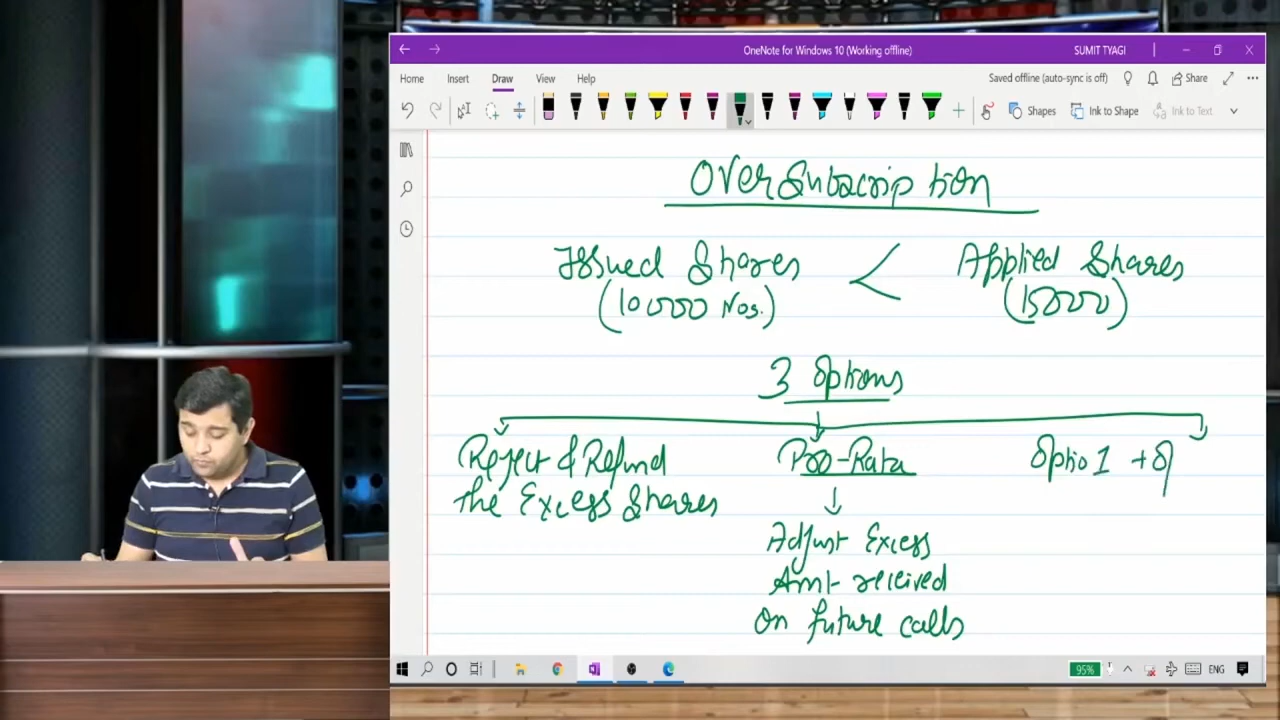 OneNote for Windows 10 (Working offline)
SUMIT TYAGI
Home Insert Draw View Help
Saved offline (auto-sync is off)
Share
Shapes
Ink to Shape
Ink to Text
Over Subscription
Issued Shares < Applied Shares
(10000 Nos.) (15000)
3 options
Reject & Refund
the Excess Shares
Pro-Rata
Adjust Excess
Amt received
On future calls
Optio 1 +
95%
ENG